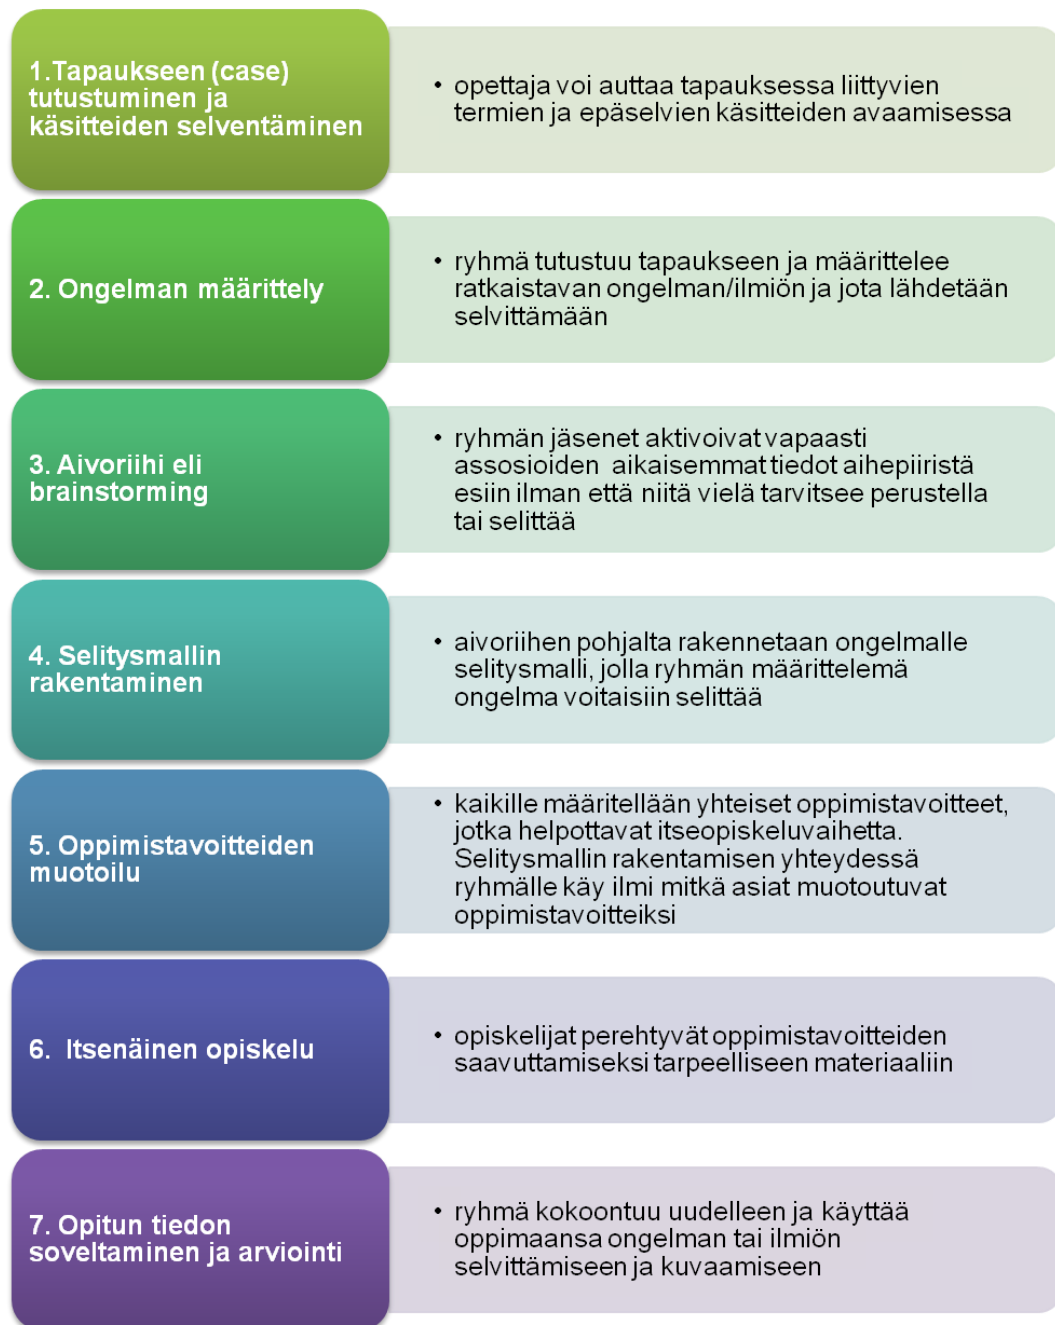 1.Tapaukseen (case)
tutustuminen ja
käsitteiden selventäminen
• opettaja voi auttaa tapauksessa liittyvien
termien ja epäselvien käsitteiden avaamisessa
2. Ongelman määrittely
• ryhmä tutustuu tapaukseen ja määrittelee
ratkaistavan ongelman/ilmiön ja jota lähdetään
selvittämään
3. Aivoriihi eli
brainstorming
• ryhmän jäsenet aktivoivat vapaasti
assosioiden aikaisemmat tiedot aihepiiristä
esiin ilman että niitä vielä tarvitsee perustella
tai selittää
4. Selitysmallin
rakentaminen
• aivoriihen pohjalta rakennetaan ongelmalle
selitysmalli, jolla ryhmän määrittelemä
ongelma voitaisiin selittää
5. Oppimistavoitteiden
muotoilu
• kaikille määritellään yhteiset oppimistavoitteet,
jotka helpottavat itseopiskeluvaihetta.
Selitysmallin rakentamisen yhteydessä
ryhmälle käy ilmi mitkä asiat muotoutuvat
oppimistavoitteiksi
6. Itsenäinen opiskelu
• opiskelijat perehtyvät oppimistavoitteiden
saavuttamiseksi tarpeelliseen materiaaliin
7. Opitun tiedon
soveltaminen ja arviointi
• ryhmä kokoontuu uudelleen ja käyttää
oppimaansa ongelman tai ilmiön
selvittämiseen ja kuvaamiseen